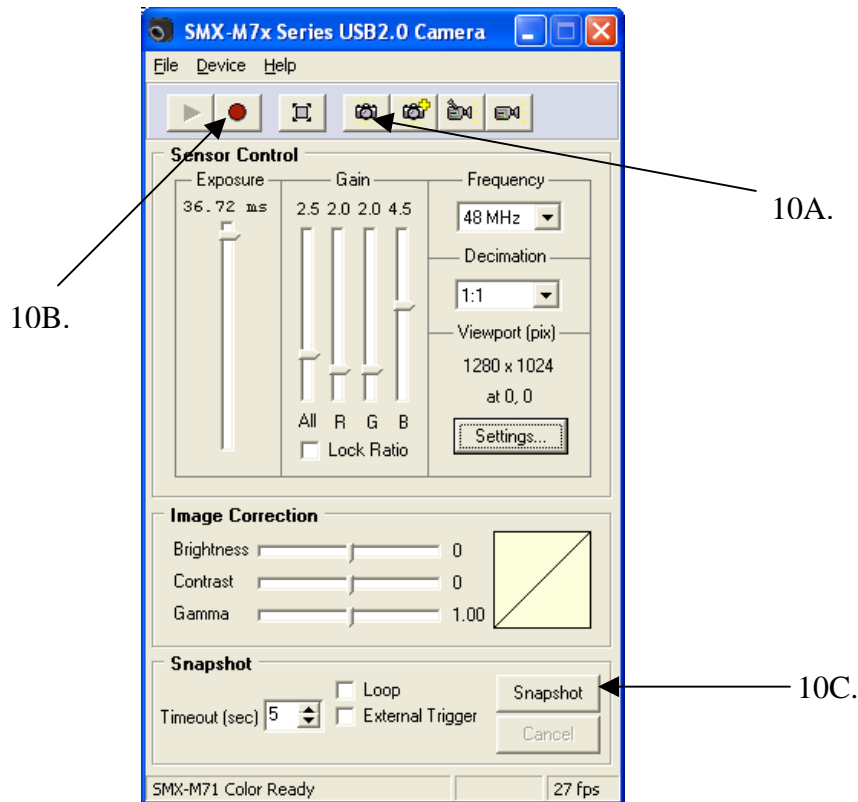 SMX-M7x Series USB2.0 Camera
File Device Help
Sensor Control
Exposure
36.72 ms
Gain
2.5 2.0 2.0 4.5
All R G B
Lock Ratio
Frequency
48 MHz
Decimation
1:1
Viewport (pix)
1280 x 1024
at 0, 0
Settings...
10A.
10B.
Image Correction
Brightness 0
Contrast 0
Gamma 1.00
Snapshot
Timeout (sec) 5
Loop
External Trigger
Snapshot
Cancel
10C.
SMX-M71 Color Ready 27 fps